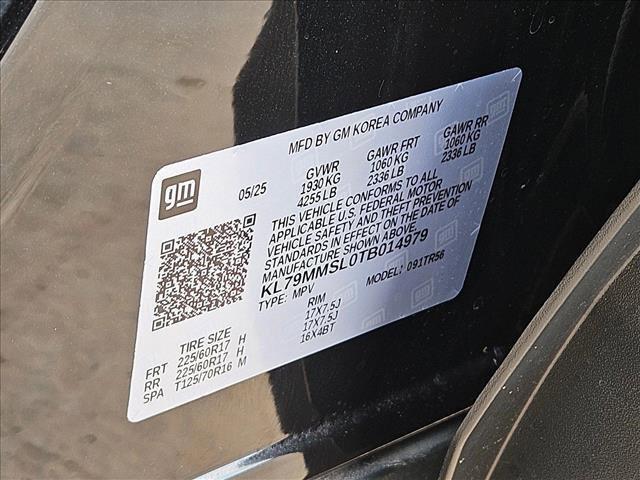 MFD BY GM KOREA COMPANY
gm
05/25
GVWR GAWR FRT GAWR RR
1930 KG 1060 KG 1060 KG
4255 LB 2336 LB 2336 LB
THIS VEHICLE CONFORMS TO ALL
APPLICABLE U.S. FEDERAL MOTOR
VEHICLE SAFETY AND THEFT PREVENTION
STANDARDS IN EFFECT ON THE DATE OF
MANUFACTURE SHOWN ABOVE.
KL79MMSL0TB014979
TYPE: MPV MODEL: 091TR56
TIRE SIZE RIM
FRT 225/60R17 H 17X7.5J
RR 225/60R17 H 17X7.5J
SPA T125/70R16 M 16X4BT